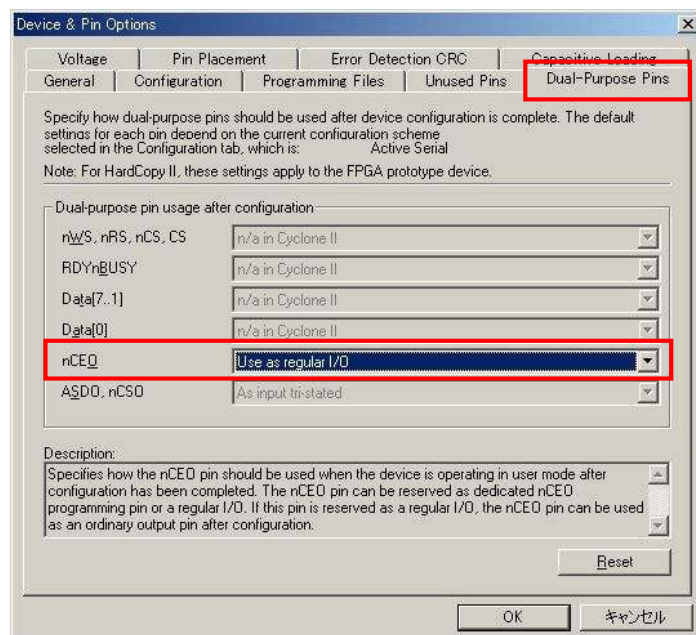 Device & Pin Options
Voltage
Pin Placement
Error Detection CRC
Capacitive Loading
General
Configuration
Programming Files
Unused Pins
Dual-Purpose Pins
Specify how dual-purpose pins should be used after device configuration is complete. The default
settings for each pin depend on the current configuration scheme
selected in the Configuration tab, which is: Active Serial
Note: For HardCopy II, these settings apply to the FPGA prototype device.
Dual-purpose pin usage after configuration
nWS, nRS, nCS, CS
n/a in Cyclone II
RDYnBUSY
n/a in Cyclone II
Data[7..1]
n/a in Cyclone II
Data[0]
n/a in Cyclone II
nCEO
Use as regular I/O
ASDO, nCSO
As input tri-stated
Description:
Specifies how the nCEO pin should be used when the device is operating in user mode after
configuration has been completed. The nCEO pin can be reserved as dedicated nCEO
programming pin or a regular I/O. If this pin is reserved as a regular I/O, the nCEO pin can be used
as an ordinary output pin after configuration.
Reset
OK
キャンセル